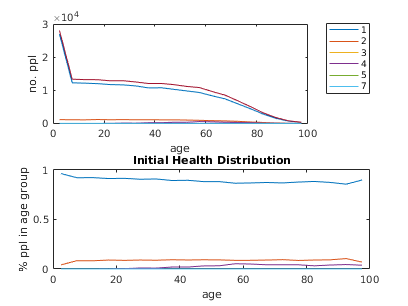 ×10⁴
3
2
1
0
no. ppl
0 20 40 60 80 100
age
1
2
3
4
5
7
Initial Health Distribution
1
0.5
0
% ppl in age group
0 20 40 60 80 100
age